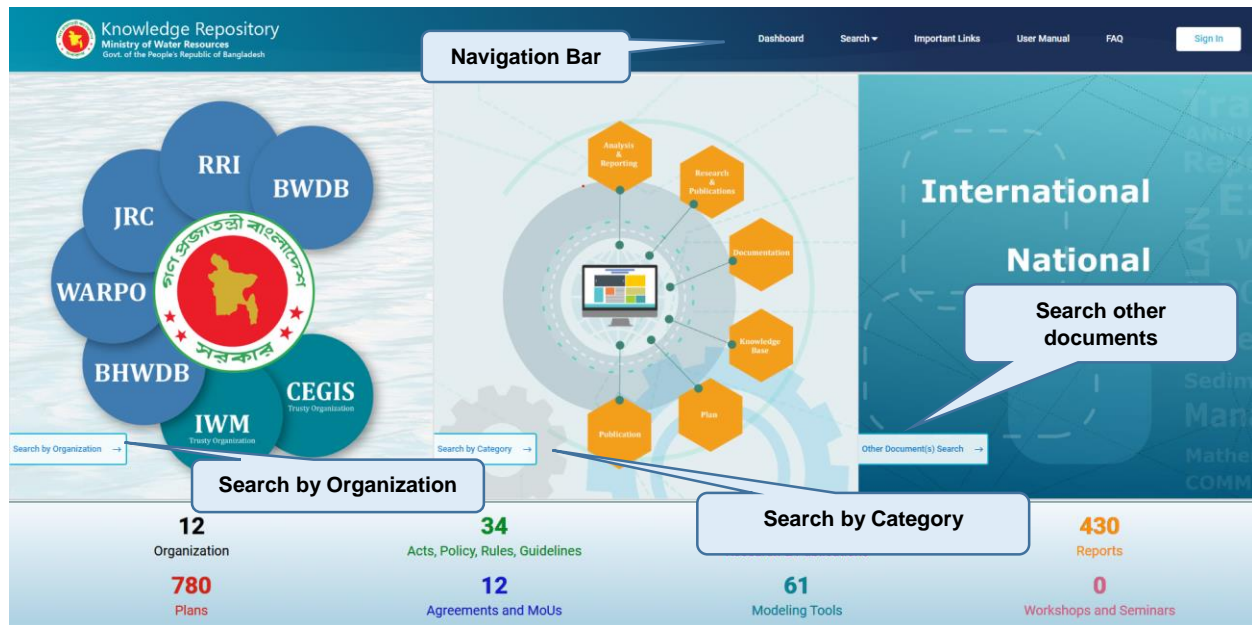 Knowledge Repository
Ministry of Water Resources
Govt. of the People's Republic of Bangladesh
Navigation Bar
Dashboard
Search
Important Links
User Manual
FAQ
Sign In
RRI
BWDB
JRC
WARPO
BHWDB
IWM
Trusty Organization
CEGIS
Trusty Organization
গণপ্রজাতন্ত্রী বাংলাদেশ
সরকার
Search by Organization →
Search by Organization
Analysis
&
Reporting
Research
&
Publications
Documentation
Knowledge
Base
Plan
Publication
Search by Category →
Search by Category
International
National
Search other
documents
Other Document(s) Search →
12
Organization
34
Acts, Policy, Rules, Guidelines
430
Reports
780
Plans
12
Agreements and MoUs
61
Modeling Tools
0
Workshops and Seminars